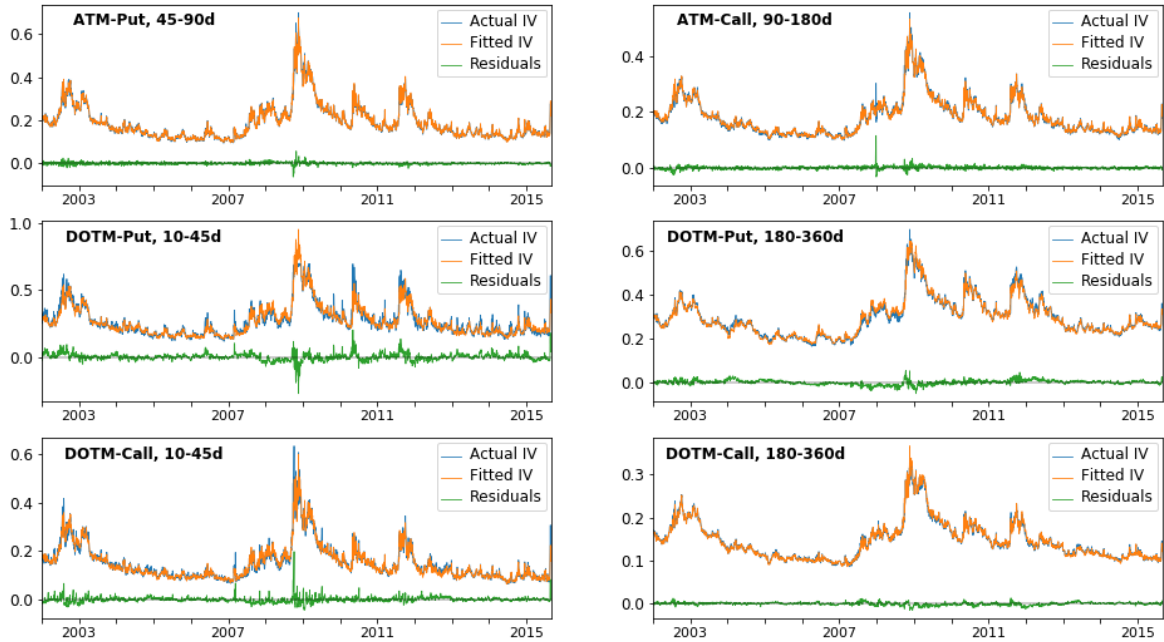 ATM-Put, 45-90d
Actual IV
Fitted IV
Residuals
0.6
0.4
0.2
0.0
2003 2007 2011 2015
ATM-Call, 90-180d
Actual IV
Fitted IV
Residuals
0.4
0.2
0.0
2003 2007 2011 2015
DOTM-Put, 10-45d
Actual IV
Fitted IV
Residuals
1.0
0.5
0.0
2003 2007 2011 2015
DOTM-Put, 180-360d
Actual IV
Fitted IV
Residuals
0.6
0.4
0.2
0.0
2003 2007 2011 2015
DOTM-Call, 10-45d
Actual IV
Fitted IV
Residuals
0.6
0.4
0.2
0.0
2003 2007 2011 2015
DOTM-Call, 180-360d
Actual IV
Fitted IV
Residuals
0.3
0.2
0.1
0.0
2003 2007 2011 2015